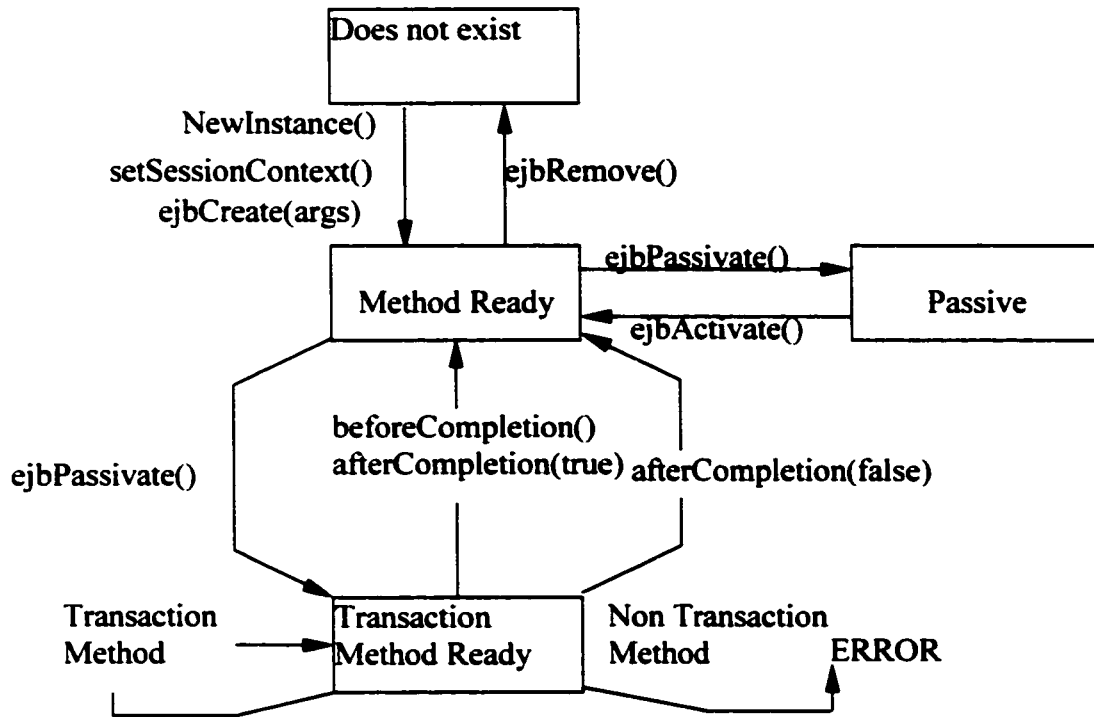 Does not exist
NewInstance()
setSessionContext()
ejbCreate(args)
ejbRemove()
ejbPassivate()
Method Ready
Passive
ejbActivate()
beforeCompletion()
afterCompletion(true)
afterCompletion(false)
ejbPassivate()
Transaction
Method
Transaction
Method Ready
Non Transaction
Method
ERROR